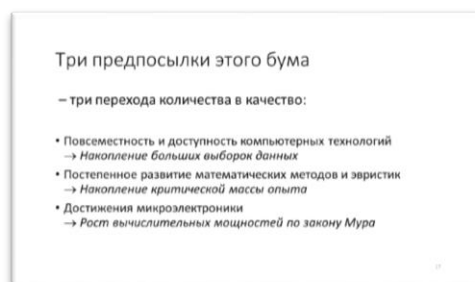 Три предпосылки этого бума
– три перехода количества в качество:
• Повсеместность и доступность компьютерных технологий
→ Накопление больших выборок данных
• Постепенное развитие математических методов и эвристик
→ Накопление критической массы опыта
• Достижения микроэлектроники
→ Рост вычислительных мощностей по закону Мура